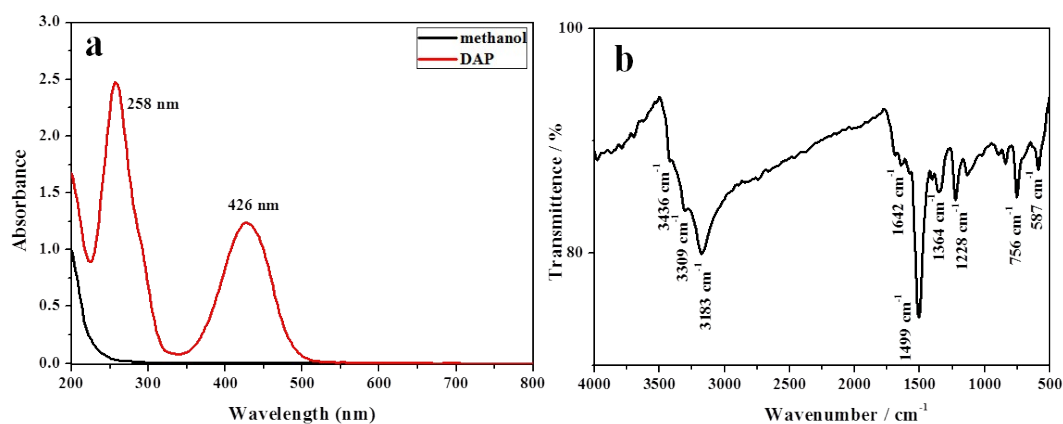 a
methanol
DAP
258 nm
426 nm
3.0
2.5
2.0
1.5
1.0
0.5
0.0
Absorbance
200 300 400 500 600 700 800
Wavelength (nm)
b
100
80
Transmittence / %
3436 cm⁻¹
3309 cm⁻¹
3183 cm⁻¹
1642 cm⁻¹
1499 cm⁻¹
1364 cm⁻¹
1228 cm⁻¹
756 cm⁻¹
587 cm⁻¹
4000 3500 3000 2500 2000 1500 1000 500
Wavenumber / cm⁻¹